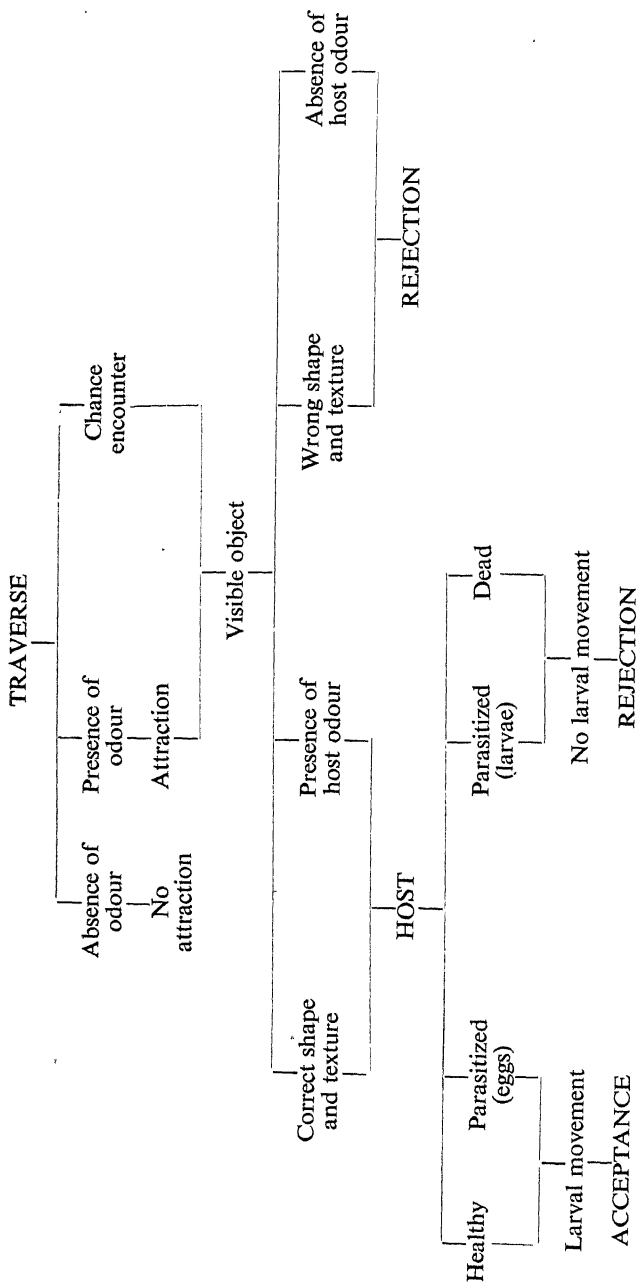 TRAVERSE
Absence of
odour
No
attraction
Presence of
odour
Attraction
Chance
encounter
Visible object
Correct shape
and texture
Presence of
host odour
Wrong shape
and texture
Absence of
host odour
HOST
REJECTION
Healthy
Parasitized
(eggs)
Parasitized
(larvae)
Dead
Larval movement
ACCEPTANCE
No larval movement
REJECTION